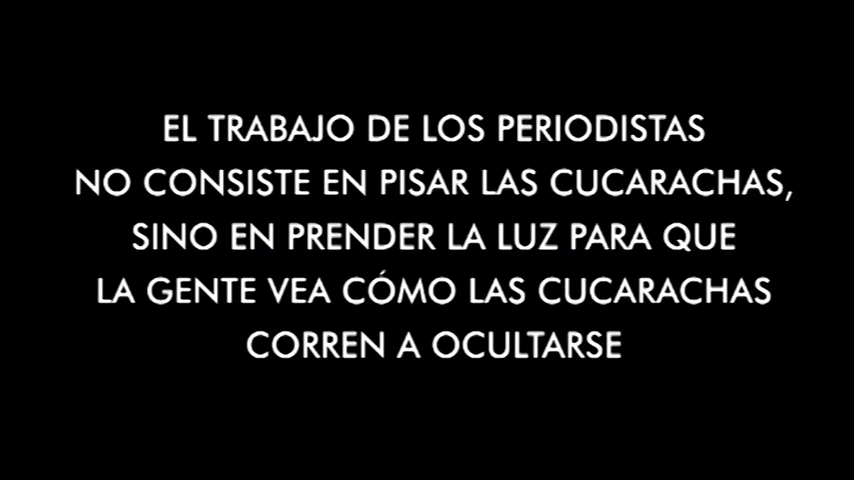 EL TRABAJO DE LOS PERIODISTAS
NO CONSISTE EN PISAR LAS CUCARACHAS,
SINO EN PRENDER LA LUZ PARA QUE
LA GENTE VEA CÓMO LAS CUCARACHAS
CORREN A OCULTARSE